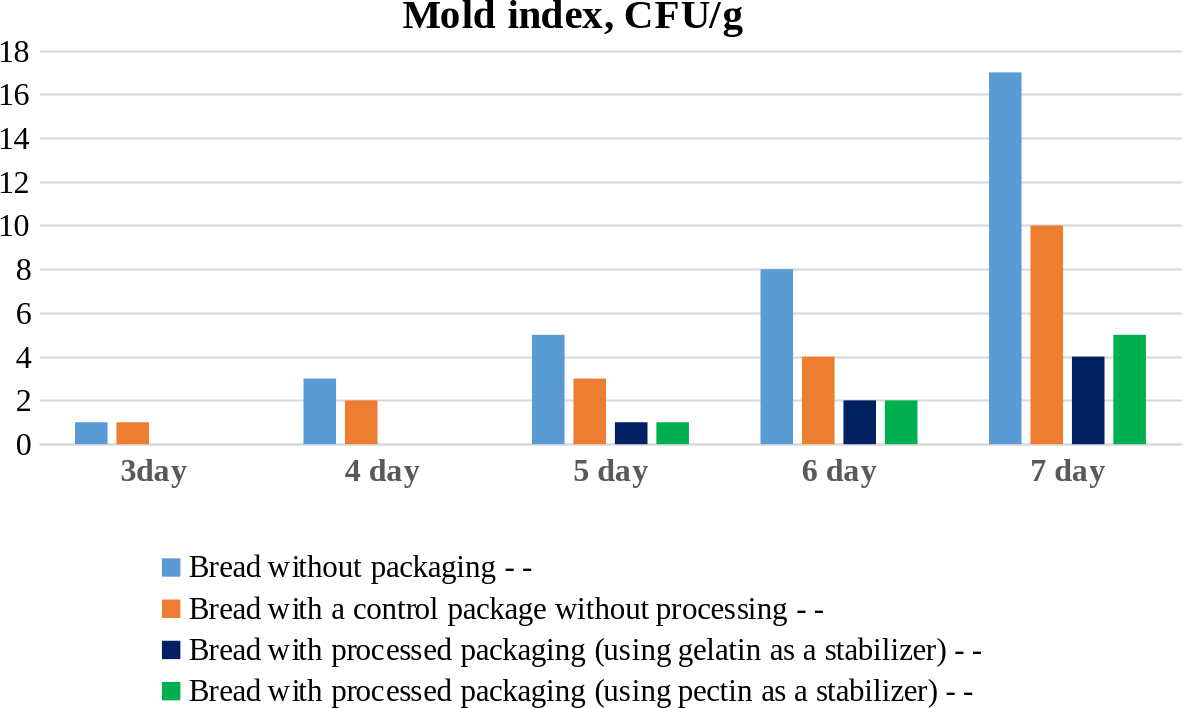 Mold index, CFU/g
18
16
14
12
10
8
6
4
2
0
3day 4 day 5 day 6 day 7 day
Bread without packaging - -
Bread with a control package without processing - -
Bread with processed packaging (using gelatin as a stabilizer) - -
Bread with processed packaging (using pectin as a stabilizer) - -